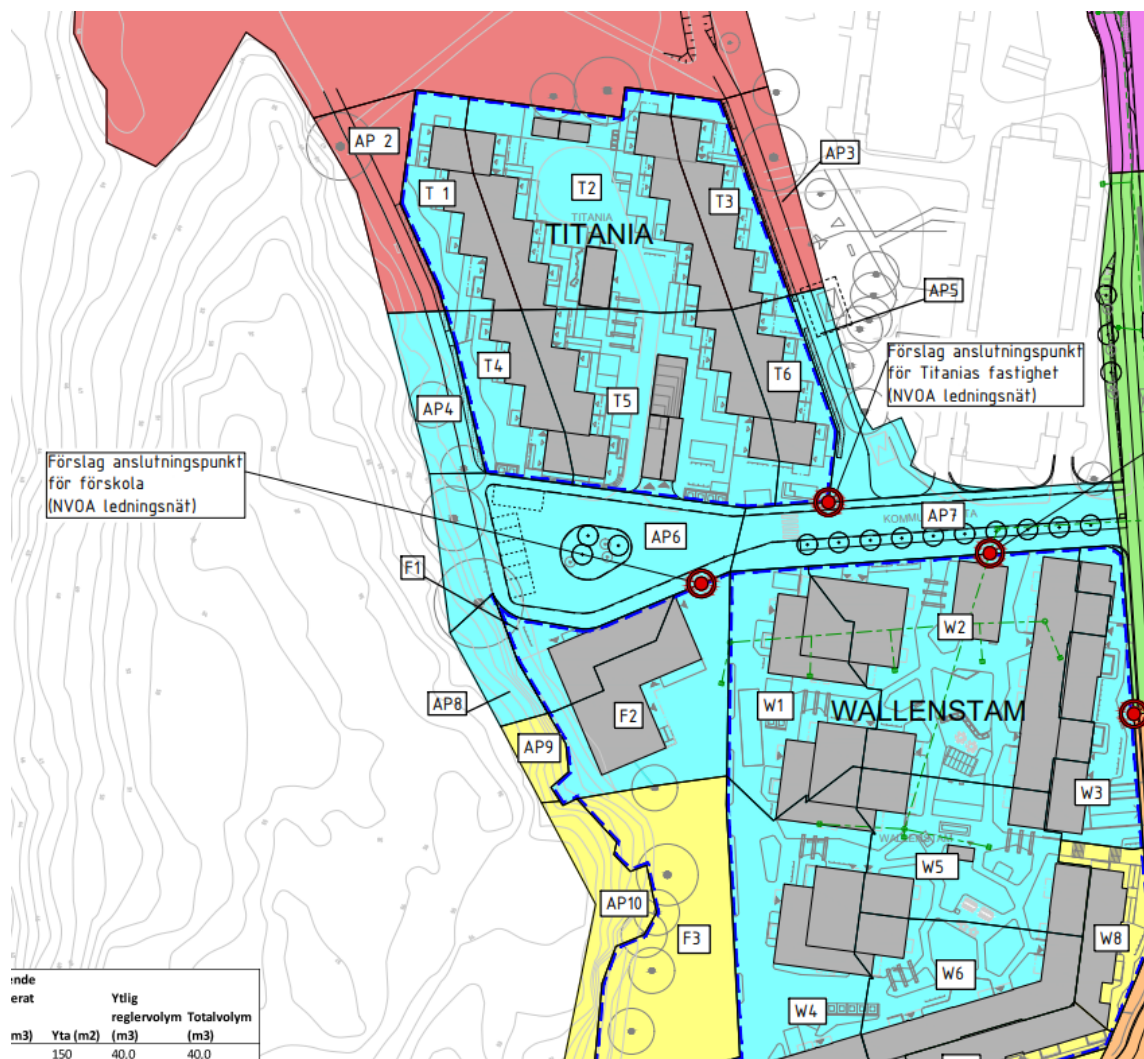 AP 2
AP3
T 1
T2
T3
TITANIA
TITANIA
AP5
Förslag anslutningspunkt
för Titanias fastighet
(NVOA ledningsnät)
T4
T5
T6
AP4
Förslag anslutningspunkt
för förskola
(NVOA ledningsnät)
AP6
AP7
F1
W2
AP8
F2
W1
WALLENSTAM
AP9
W3
WALLENSTAM
W5
AP10
F3
W8
W6
W4
ende
erat
Ytlig
reglervolym Totalvolym
m3) Yta (m2) (m3) (m3)
150 40.0 40.0